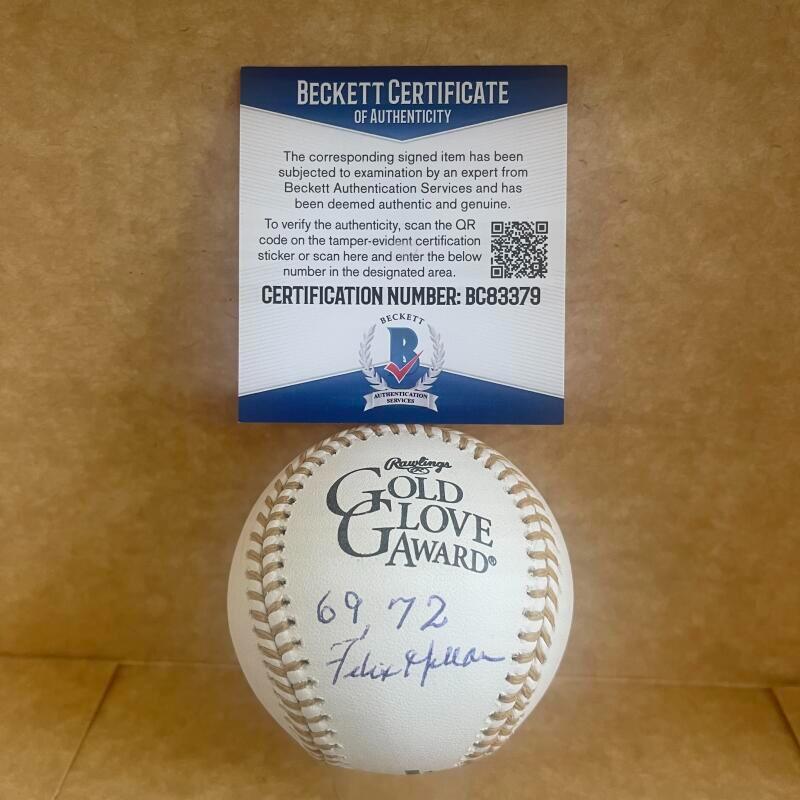 BECKETT CERTIFICATE
OF AUTHENTICITY
The corresponding signed item has been
subjected to examination by an expert from
Beckett Authentication Services and has
been deemed authentic and genuine.
To verify the authenticity, scan the QR
code on the tamper-evident certification
sticker or scan here and enter the below
number in the designated area.
CERTIFICATION NUMBER: BC83379
BECKETT
B
AUTHENTICATION
SERVICES
Rawlings
R
GOLD
GLOVE
AWARD®
69, 72
Felix Millan